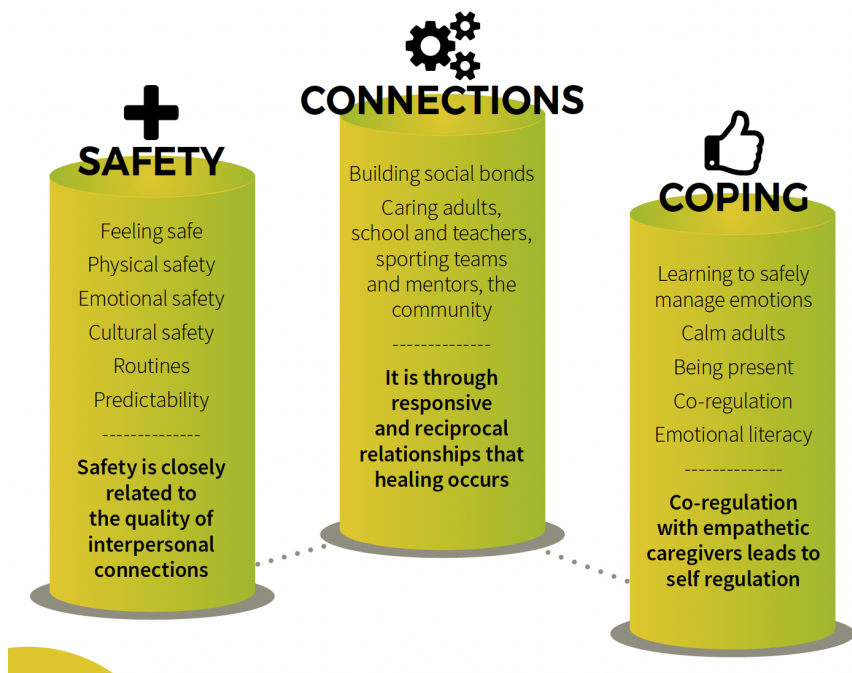 SAFETY
Feeling safe
Physical safety
Emotional safety
Cultural safety
Routines
Predictability
--------------
Safety is closely
related to
the quality of
interpersonal
connections
CONNECTIONS
Building social bonds
Caring adults,
school and teachers,
sporting teams
and mentors, the
community
--------------
It is through
responsive
and reciprocal
relationships that
healing occurs
COPING
Learning to safely
manage emotions
Calm adults
Being present
Co-regulation
Emotional literacy
--------------
Co-regulation
with empathetic
caregivers leads to
self regulation